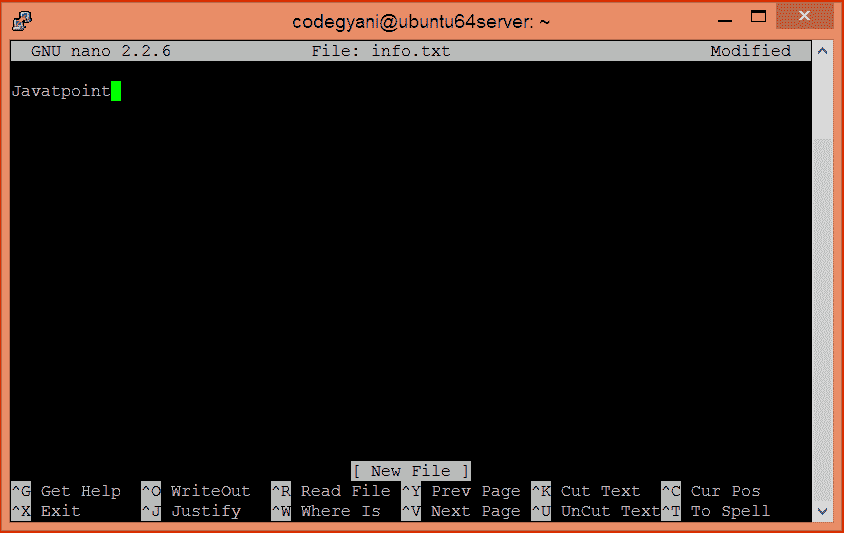 codegyani@ubuntu64server: ~
GNU nano 2.2.6 File: info.txt Modified
Javatpoint
[ New File ]
^G Get Help ^O WriteOut ^R Read File ^Y Prev Page ^K Cut Text ^C Cur Pos
^X Exit ^J Justify ^W Where Is ^V Next Page ^U UnCut Text ^T To Spell